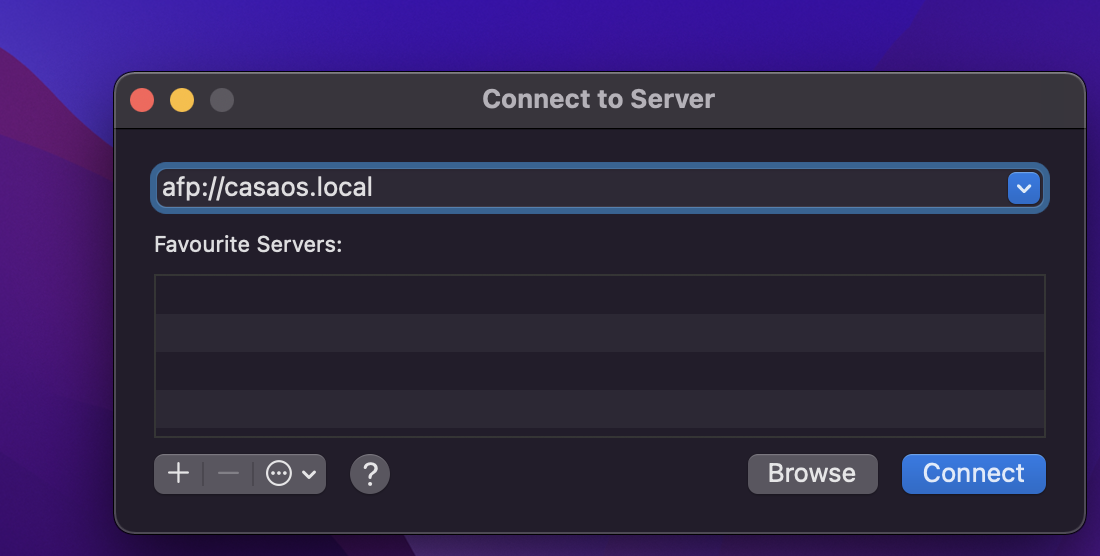 Connect to Server
afp://casaos.local
Favourite Servers:
?
Browse
Connect